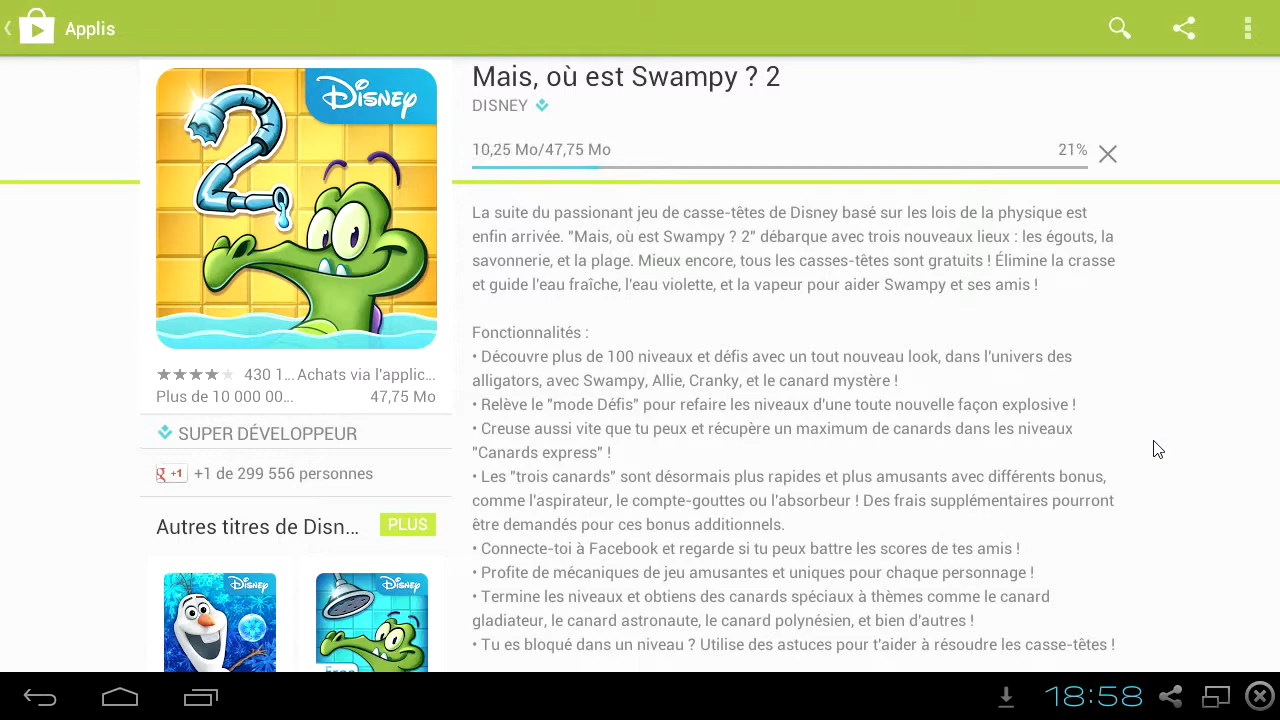 Applis
Disney
Mais, où est Swampy ? 2
DISNEY
10,25 Mo/47,75 Mo 21%
La suite du passionant jeu de casse-têtes de Disney basé sur les lois de la physique est
enfin arrivée. "Mais, où est Swampy ? 2" débarque avec trois nouveaux lieux : les égouts, la
savonnerie, et la plage. Mieux encore, tous les casses-têtes sont gratuits ! Élimine la crasse
et guide l'eau fraîche, l'eau violette, et la vapeur pour aider Swampy et ses amis !
Fonctionnalités :
• Découvre plus de 100 niveaux et défis avec un tout nouveau look, dans l'univers des
alligators, avec Swampy, Allie, Cranky, et le canard mystère !
• Relève le "mode Défis" pour refaire les niveaux d'une toute nouvelle façon explosive !
• Creuse aussi vite que tu peux et récupère un maximum de canards dans les niveaux
"Canards express" !
• Les "trois canards" sont désormais plus rapides et plus amusants avec différents bonus,
comme l'aspirateur, le compte-gouttes ou l'absorbeur ! Des frais supplémentaires pourront
être demandés pour ces bonus additionnels.
• Connecte-toi à Facebook et regarde si tu peux battre les scores de tes amis !
• Profite de mécaniques de jeu amusantes et uniques pour chaque personnage !
• Termine les niveaux et obtiens des canards spéciaux à thèmes comme le canard
gladiateur, le canard astronaute, le canard polynésien, et bien d'autres !
• Tu es bloqué dans un niveau ? Utilise des astuces pour t'aider à résoudre les casse-têtes !
2
430 1... Achats via l'applic...
Plus de 10 000 00... 47,75 Mo
SUPER DÉVELOPPEUR
g +1 +1 de 299 556 personnes
Autres titres de Disn... PLUS
Disney
Disney
Free
18:58